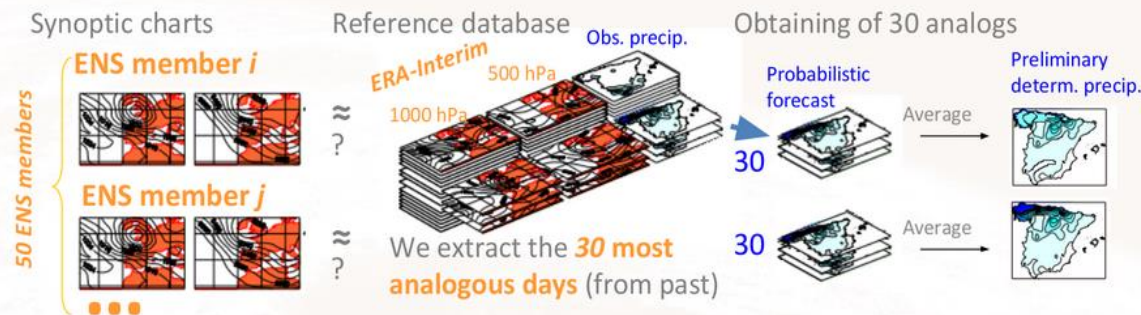 Synoptic charts
Reference database
Obtaining of 30 analogs
50 ENS members
ENS member i
ENS member j
≈
?
≈
?
ERA-Interim
500 hPa
1000 hPa
Obs. precip.
We extract the 30 most
analogous days (from past)
Probabilistic
forecast
30
30
Average
Average
Preliminary
determ. precip.